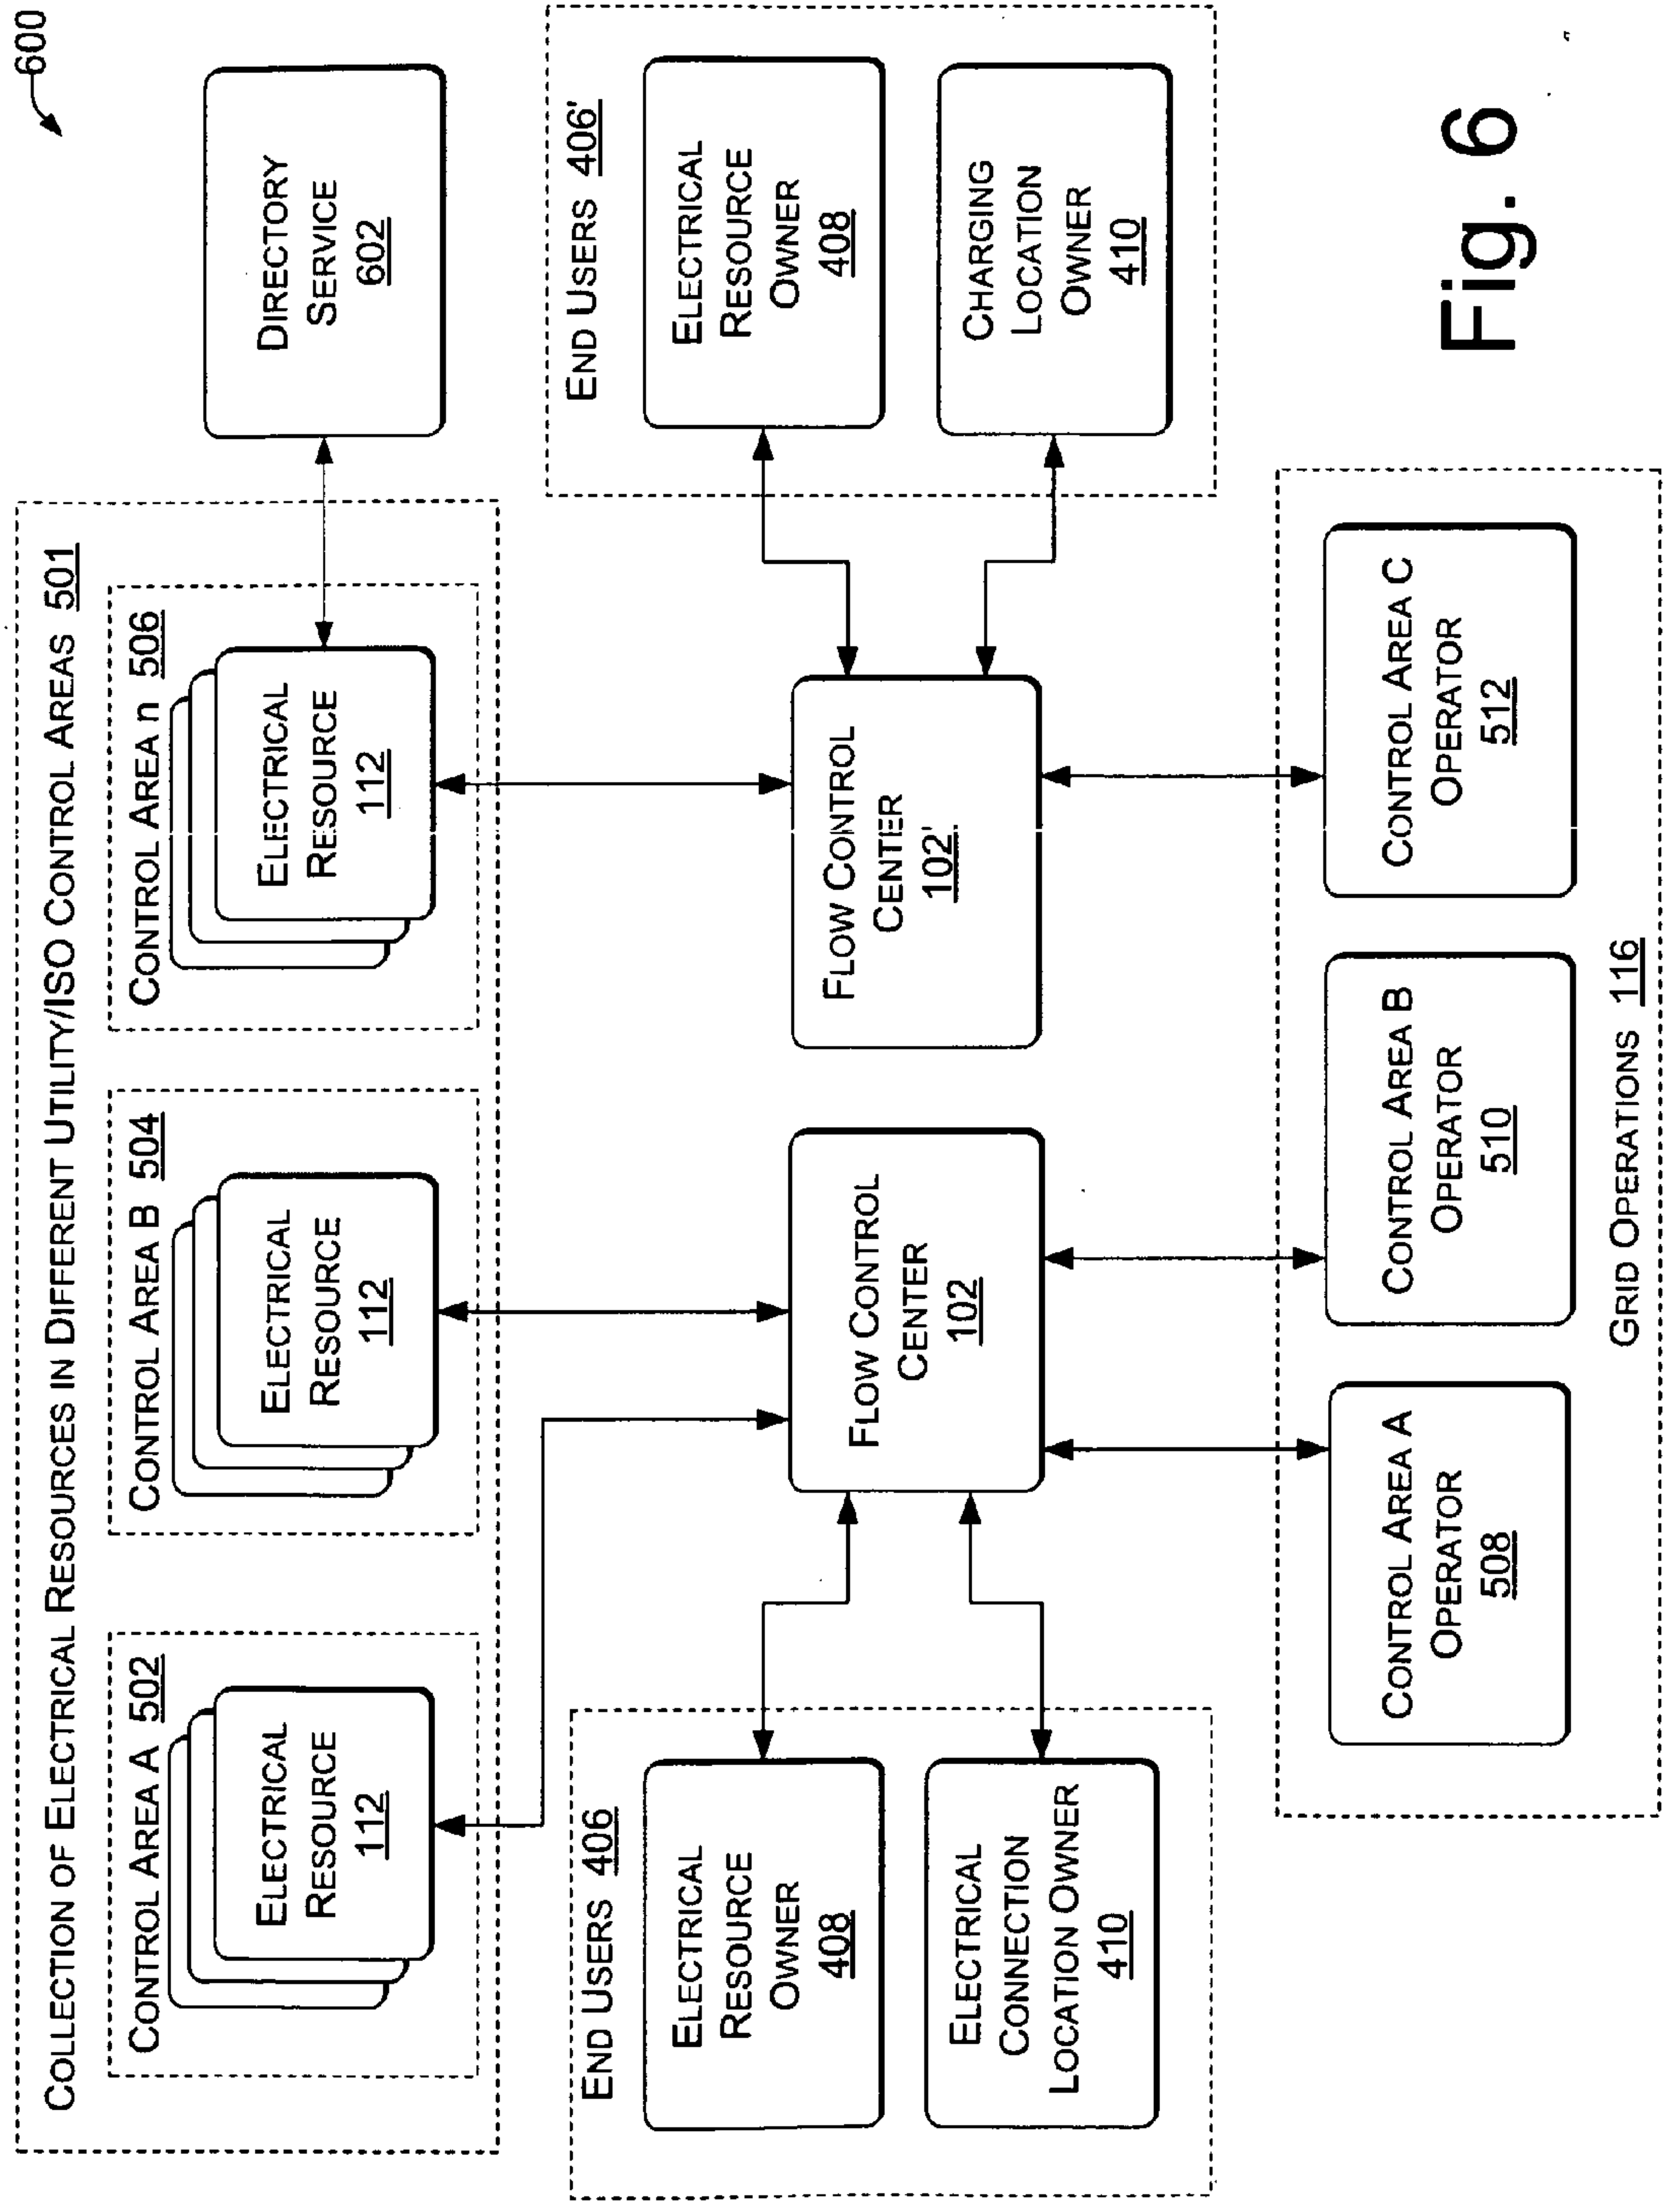 600
COLLECTION OF ELECTRICAL RESOURCES IN DIFFERENT UTILITY/ISO CONTROL AREAS 501
CONTROL AREA A 502
ELECTRICAL
RESOURCE
112
CONTROL AREA B 504
ELECTRICAL
RESOURCE
112
CONTROL AREA n 506
ELECTRICAL
RESOURCE
112
DIRECTORY
SERVICE
602
END USERS 406
ELECTRICAL
RESOURCE
OWNER
408
ELECTRICAL
CONNECTION
LOCATION OWNER
410
FLOW CONTROL
CENTER
102
FLOW CONTROL
CENTER
102'
END USERS 406'
ELECTRICAL
RESOURCE
OWNER
408
CHARGING
LOCATION
OWNER
410
CONTROL AREA A
OPERATOR
508
CONTROL AREA B
OPERATOR
510
CONTROL AREA C
OPERATOR
512
GRID OPERATIONS 116
Fig. 6